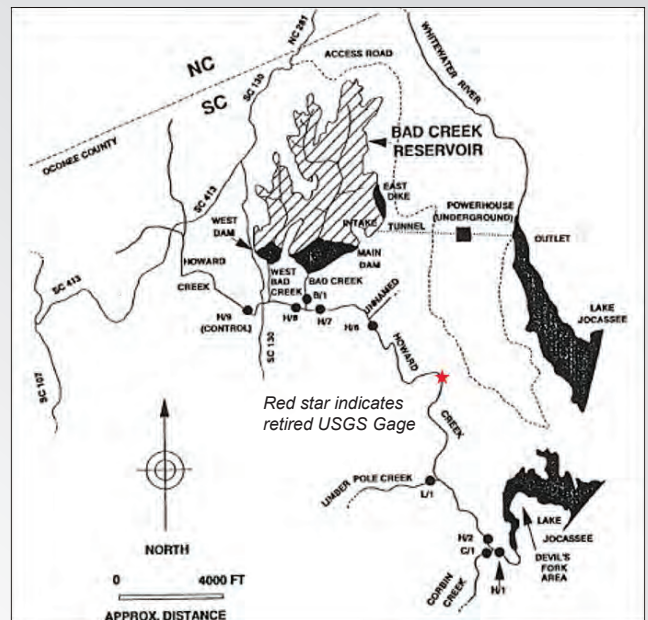 NC 281
WHITEWATER RIVER
NC
SC
SC 130
ACCESS ROAD
OCONEE COUNTY
BAD CREEK
RESERVOIR
SC 413
EAST
DIKE
POWERHOUSE
(UNDERGROUND)
WEST
DAM
INTAKE
TUNNEL
OUTLET
HOWARD
CREEK
MAIN
DAM
WEST
BAD
CREEK
BAD CREEK
B/1
SC 413
H/9
(CONTROL)
H/8
H/7
UNNAMED
H/6
LAKE
JOCASSEE
SC 107
SC 130
HOWARD
CREEK
Red star indicates
retired USGS Gage
LIMBER
POLE CREEK
L/1
NORTH
H/2
C/1
H/1
LAKE
JOCASSEE
DEVIL'S
FORK
AREA
CORBIN
CREEK
0
4000 FT
APPROX. DISTANCE